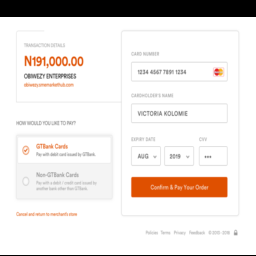 TRANSACTION DETAILS
N191,000.00
OBIWEZY ENTERPRISES
obiwezysmemarkethub.com
HOW WOULD YOU LIKE TO PAY?
GTBank Cards
Pay with debit card issued by GTBank.
Non-GTBank Cards
Pay with a debit / credit card issued by
another bank other than GTBank.
Cancel and return to merchant's store
CARD NUMBER
1234 4567 7891 1234
CARDHOLDER'S NAME
VICTORIA KOLOMIE
EXPIRY DATE CVV
AUG 2019 •••
Confirm & Pay Your Order
Policies Terms Privacy Feedback © 2010 - 2018